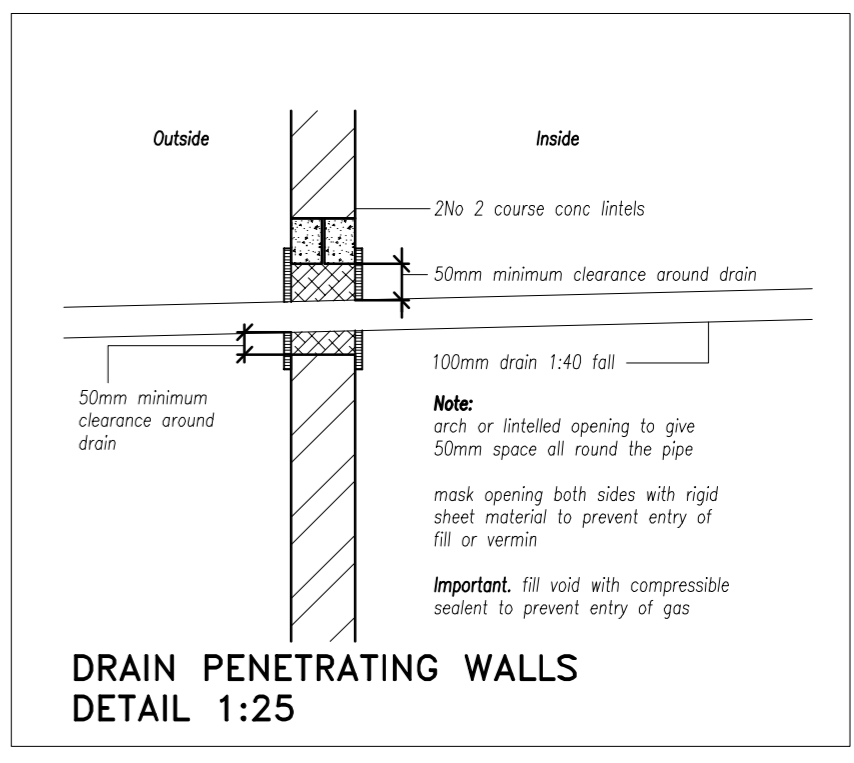 Outside
Inside
2No 2 course conc lintels
50mm minimum clearance around drain
100mm drain 1:40 fall
50mm minimum
clearance around
drain
Note:
arch or lintelled opening to give
50mm space all round the pipe
mask opening both sides with rigid
sheet material to prevent entry of
fill or vermin
Important. fill void with compressible
sealent to prevent entry of gas
DRAIN PENETRATING WALLS
DETAIL 1:25